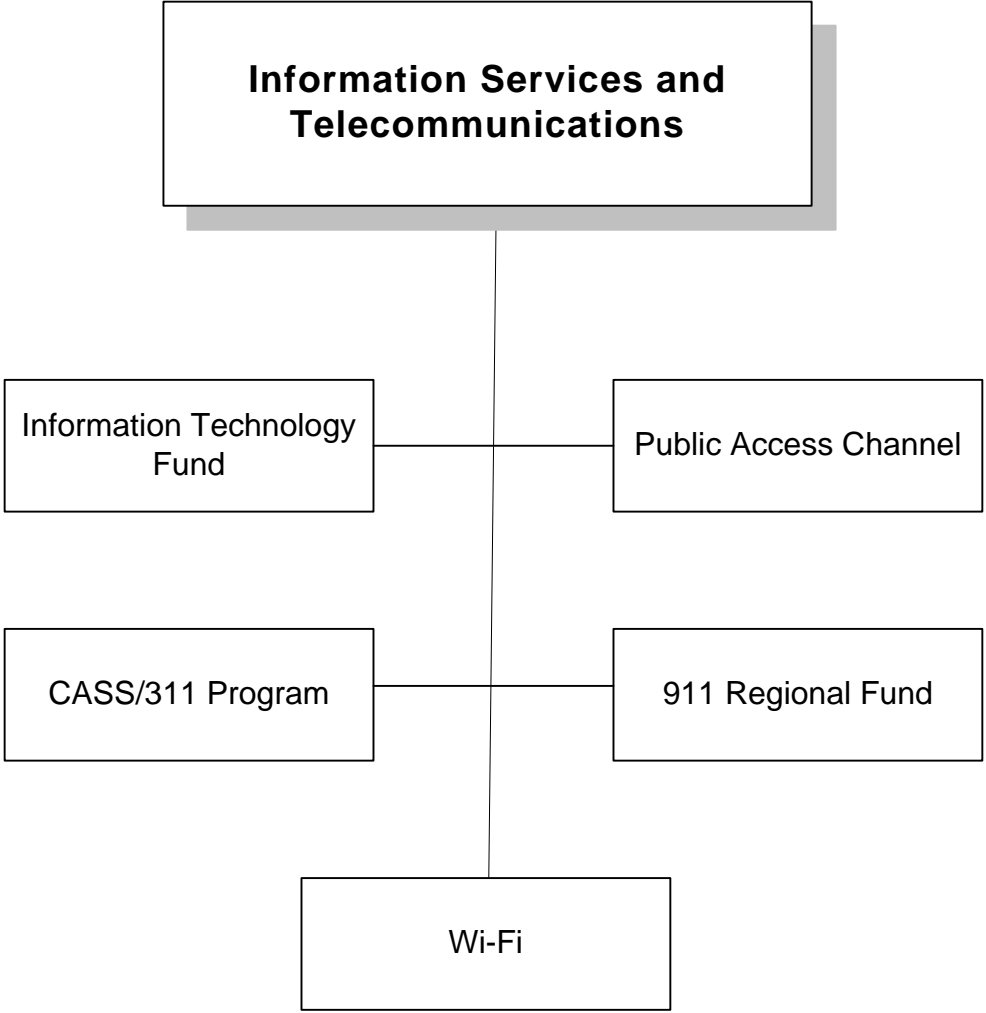 Information Services and
Telecommunications
Information Technology
Fund
Public Access Channel
CASS/311 Program
911 Regional Fund
Wi-Fi